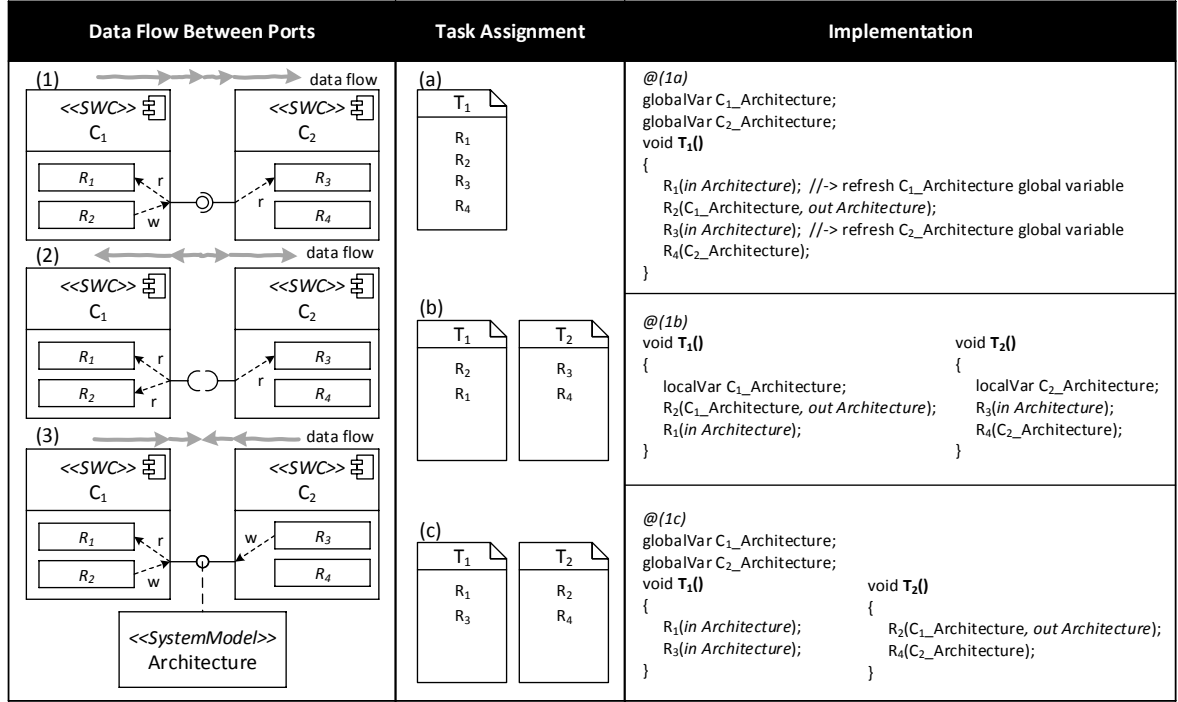 Data Flow Between Ports
Task Assignment
Implementation
(1)
data flow
<<SWC>>
C₁
<<SWC>>
C₂
R₁
r
R₂
w
r
R₃
R₄
(2)
data flow
<<SWC>>
C₁
<<SWC>>
C₂
R₁
r
R₂
r
r
R₃
R₄
(3)
data flow
<<SWC>>
C₁
<<SWC>>
C₂
R₁
r
R₂
w
w
R₃
R₄
<<SystemModel>>
Architecture
(a)
T₁
R₁
R₂
R₃
R₄
(b)
T₁
R₂
R₁
T₂
R₃
R₄
(c)
T₁
R₁
R₃
T₂
R₂
R₄
@(1a)
globalVar C₁_Architecture;
globalVar C₂_Architecture;
void T₁()
{
R₁(in Architecture); //-> refresh C₁_Architecture global variable
R₂(C₁_Architecture, out Architecture);
R₃(in Architecture); //-> refresh C₂_Architecture global variable
R₄(C₂_Architecture);
}
@(1b)
void T₁()
{
localVar C₁_Architecture;
R₂(C₁_Architecture, out Architecture);
R₁(in Architecture);
}
void T₂()
{
localVar C₂_Architecture;
R₃(in Architecture);
R₄(C₂_Architecture);
}
@(1c)
globalVar C₁_Architecture;
globalVar C₂_Architecture;
void T₁()
{
R₁(in Architecture);
R₃(in Architecture);
}
void T₂()
{
R₂(C₁_Architecture, out Architecture);
R₄(C₂_Architecture);
}